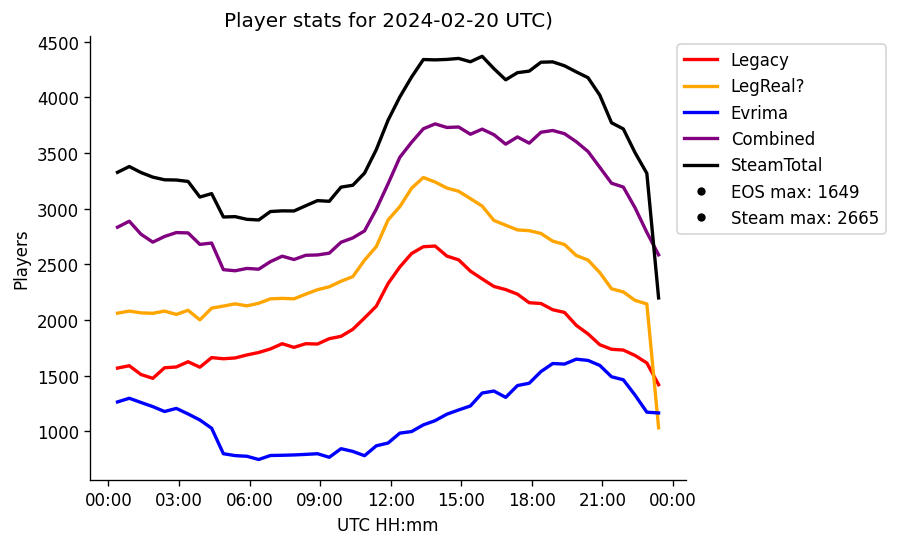 Player stats for 2024-02-20 UTC)
Players
4500
4000
3500
3000
2500
2000
1500
1000
00:00 03:00 06:00 09:00 12:00 15:00 18:00 21:00 00:00
UTC HH:mm
Legacy
LegReal?
Evrima
Combined
SteamTotal
EOS max: 1649
Steam max: 2665